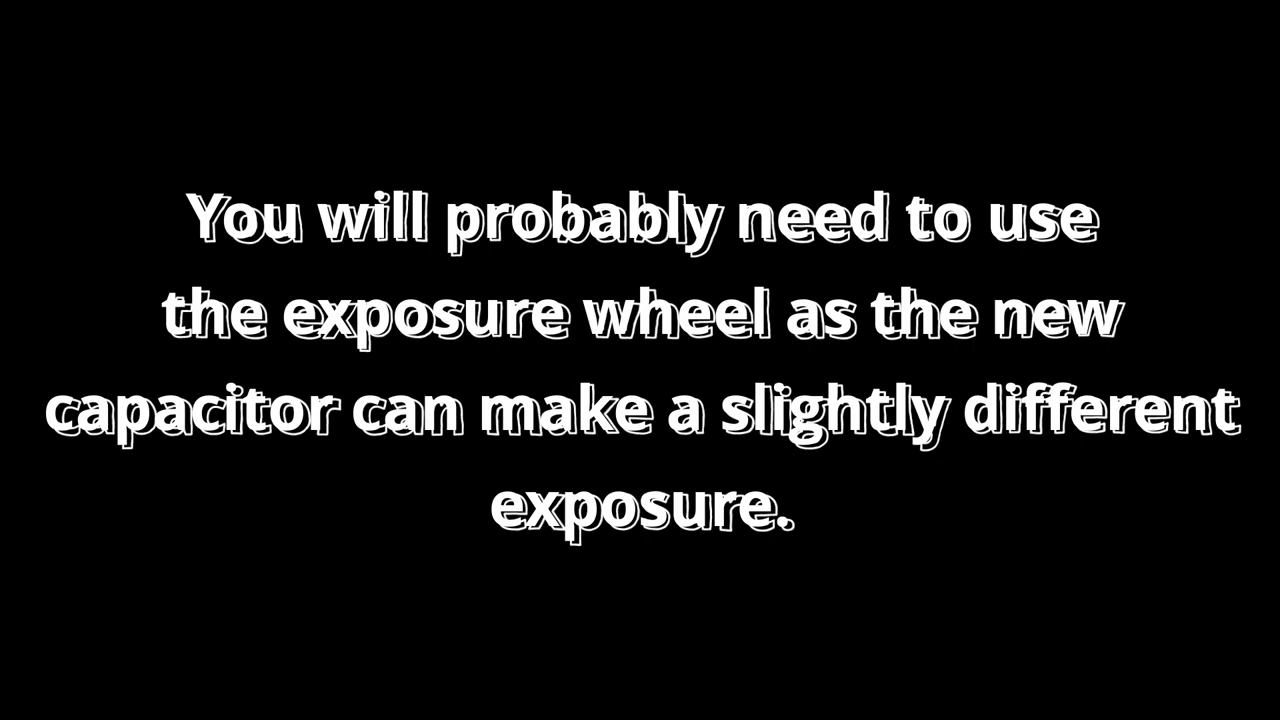 You will probably need to use
the exposure wheel as the new
capacitor can make a slightly different
exposure.